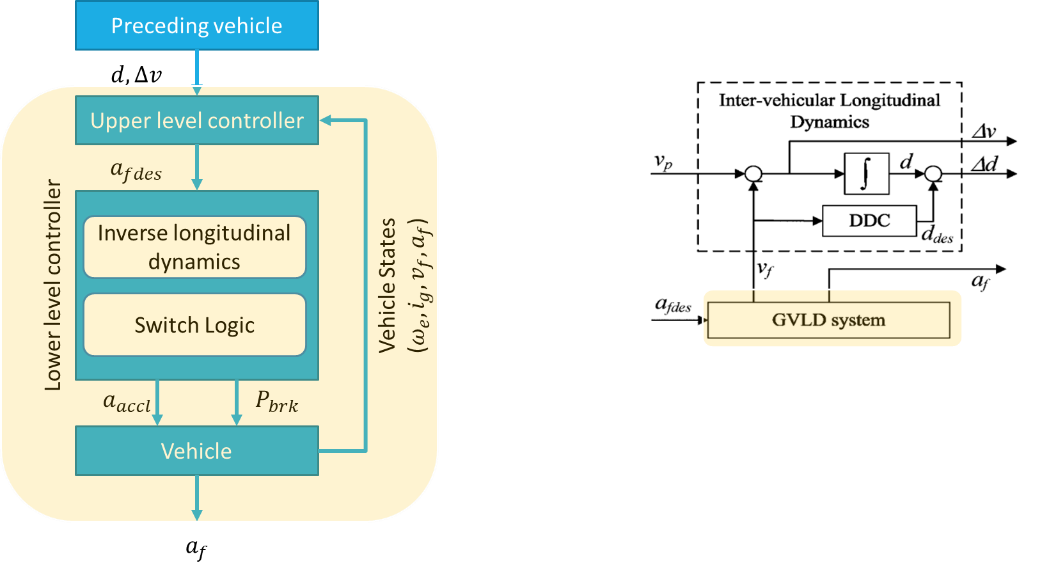 Preceding vehicle
d, Δv
Upper level controller
a_fdes
Lower level controller
Inverse longitudinal
dynamics
Switch Logic
Vehicle States
(ω_e, i_g, v_f, a_f)
a_accl
P_brk
Vehicle
a_f
Inter-vehicular Longitudinal
Dynamics
Δv
v_p
∫
d
Δd
DDC
d_des
v_f
a_f
a_fdes
GVLD system